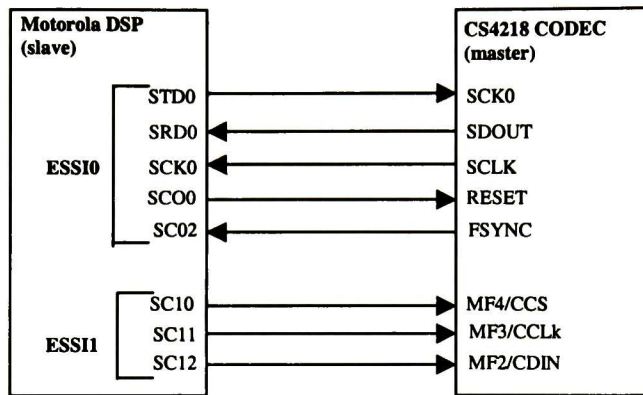 Motorola DSP
(slave)
CS4218 CODEC
(master)
STD0
SCK0
SRD0
SDOUT
ESSI0
SCK0
SCLK
SCO0
RESET
SC02
FSYNC
SC10
MF4/CCS
ESSI1
SC11
MF3/CCLk
SC12
MF2/CDIN